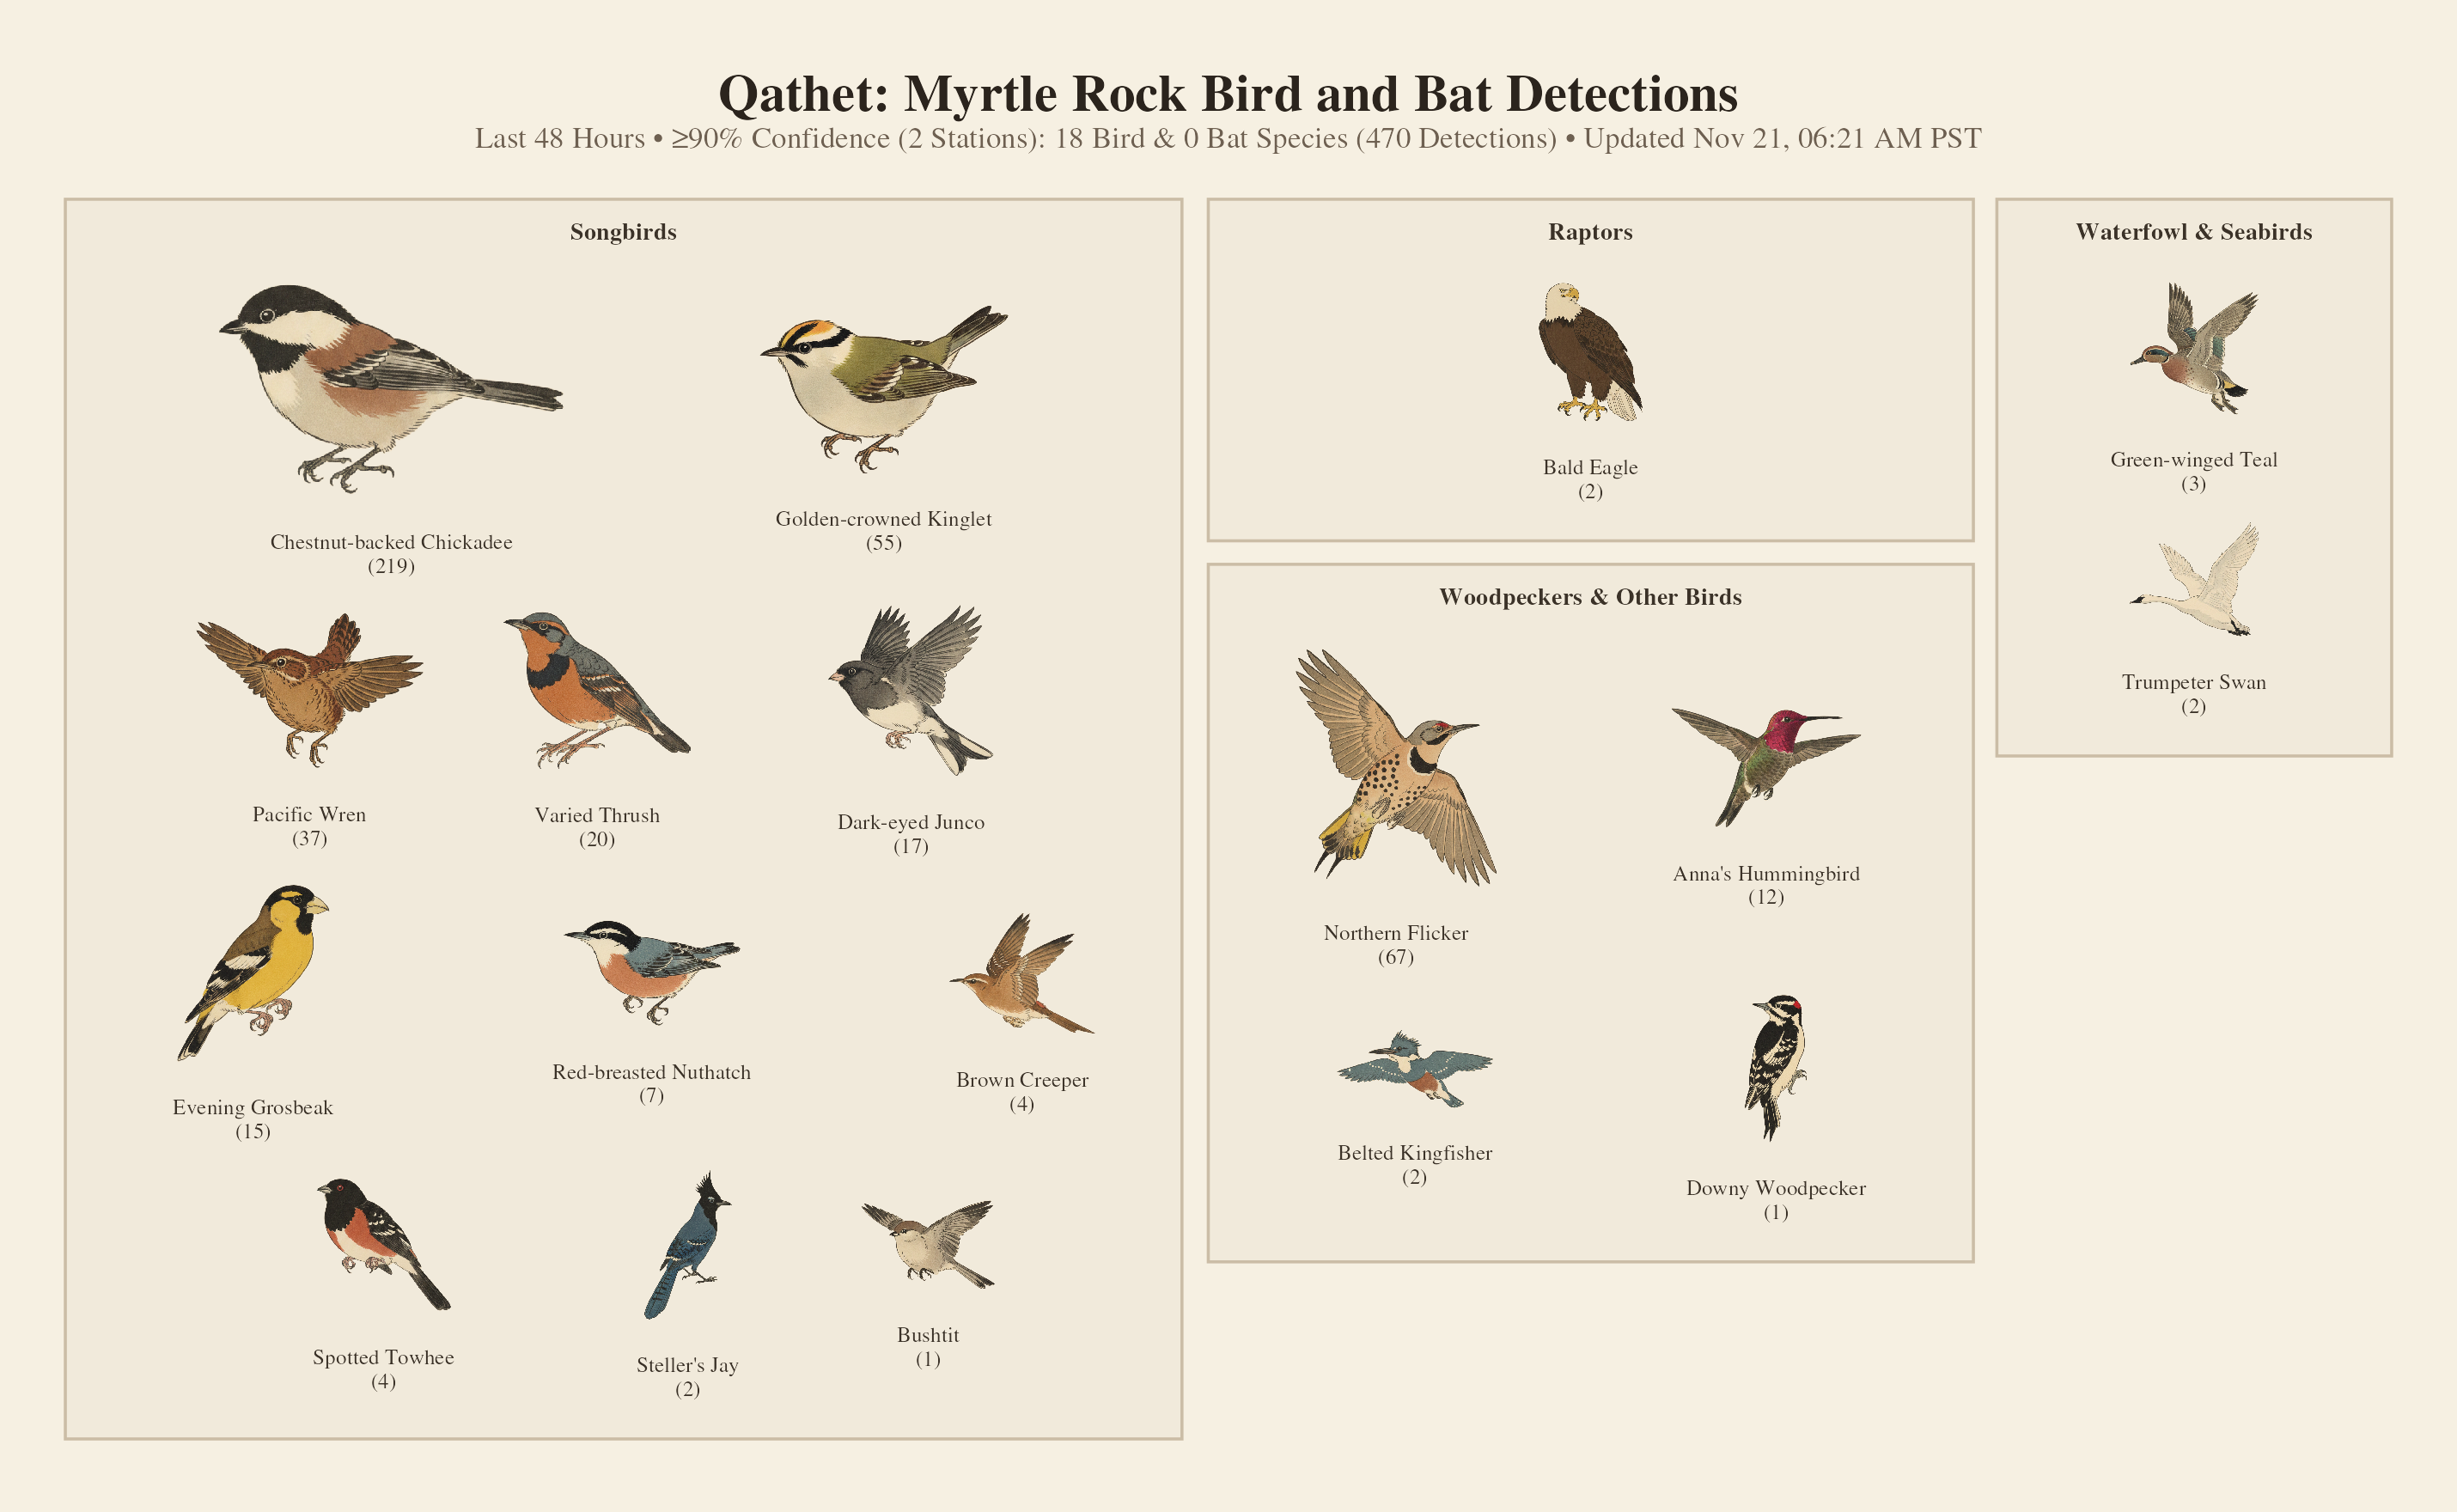 Qathet: Myrtle Rock Bird and Bat Detections
Last 48 Hours • ≥90% Confidence (2 Stations): 18 Bird & 0 Bat Species (470 Detections) • Updated Nov 21, 06:21 AM PST
Songbirds
Chestnut-backed Chickadee
(219)
Golden-crowned Kinglet
(55)
Pacific Wren
(37)
Varied Thrush
(20)
Dark-eyed Junco
(17)
Evening Grosbeak
(15)
Red-breasted Nuthatch
(7)
Brown Creeper
(4)
Spotted Towhee
(4)
Steller's Jay
(2)
Bushtit
(1)
Raptors
Bald Eagle
(2)
Woodpeckers & Other Birds
Northern Flicker
(67)
Anna's Hummingbird
(12)
Belted Kingfisher
(2)
Downy Woodpecker
(1)
Waterfowl & Seabirds
Green-winged Teal
(3)
Trumpeter Swan
(2)